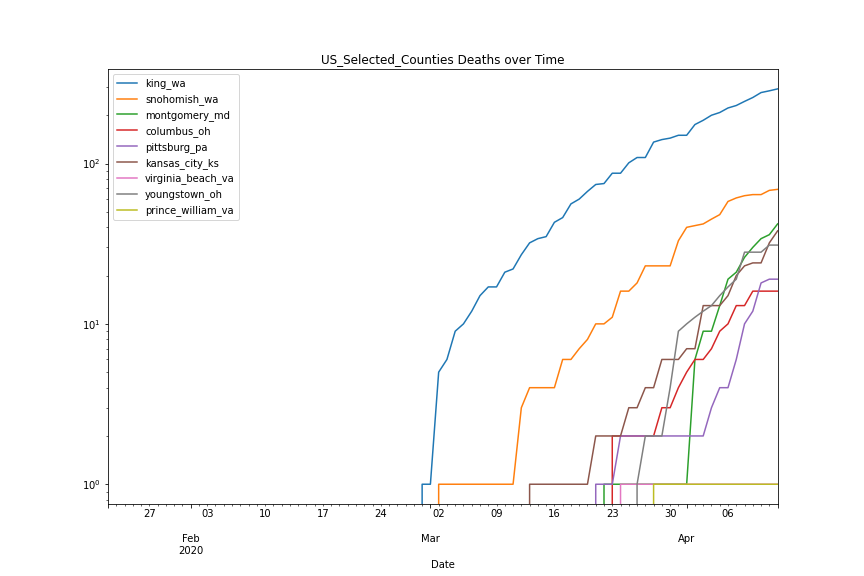 US_Selected_Counties Deaths over Time
king_wa
snohomish_wa
montgomery_md
columbus_oh
pittsburg_pa
kansas_city_ks
virginia_beach_va
youngstown_oh
prince_william_va
10²
10¹
10⁰
27 03 10 17 24 02 09 16 23 30 06
Feb Mar Apr
2020
Date